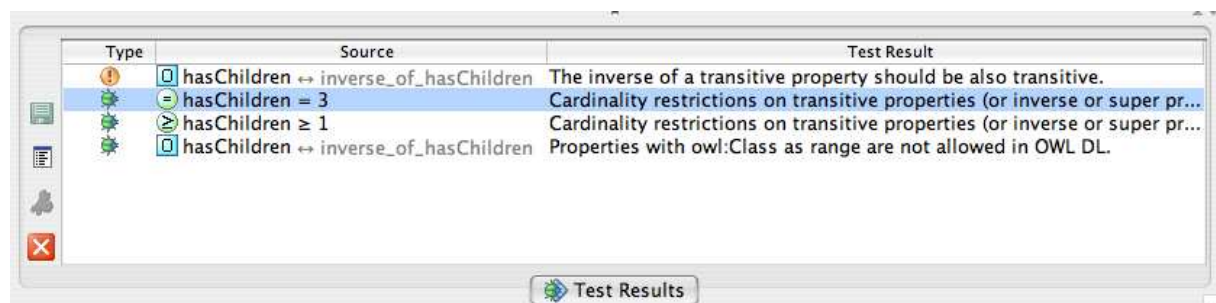 Type Source Test Result
hasChildren ↔ inverse_of_hasChildren The inverse of a transitive property should be also transitive.
= hasChildren = 3 Cardinality restrictions on transitive properties (or inverse or super pr...
≥ hasChildren ≥ 1 Cardinality restrictions on transitive properties (or inverse or super pr...
hasChildren ↔ inverse_of_hasChildren Properties with owl:Class as range are not allowed in OWL DL.
Test Results